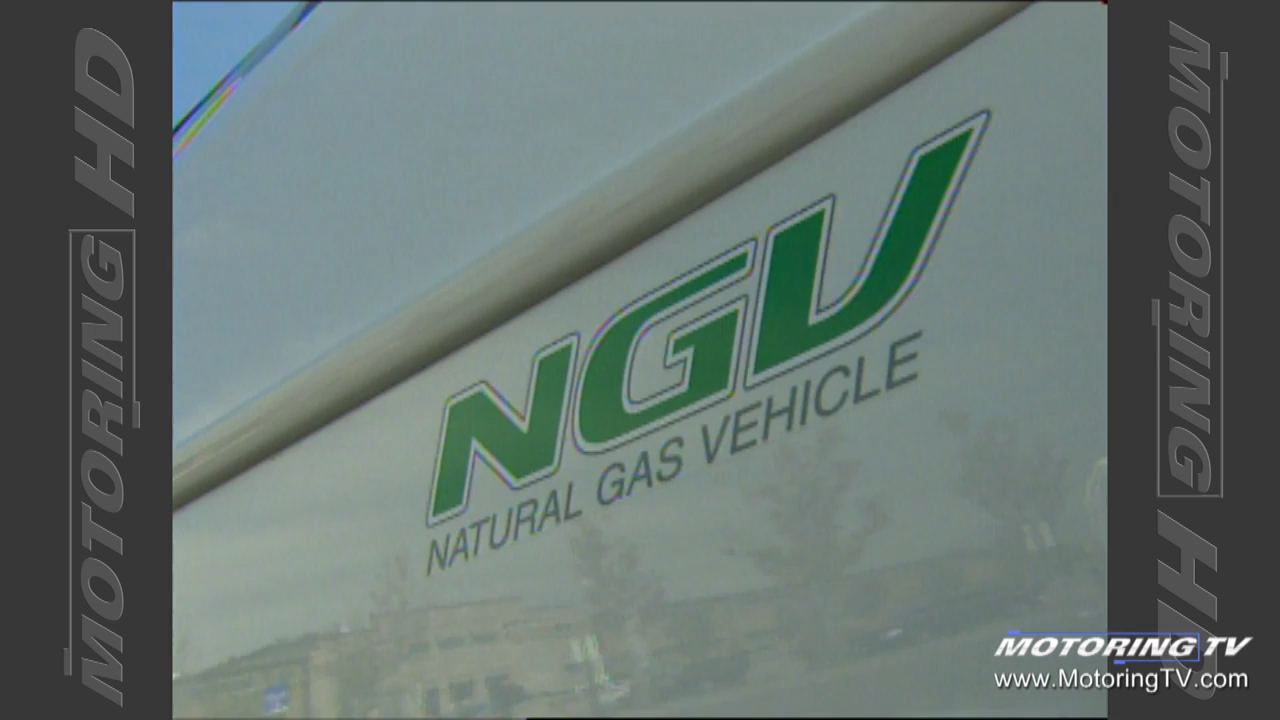 MOTORING HD
NGV
NATURAL GAS VEHICLE
MOTORING HD
MOTORING TV
www.MotoringTV.com